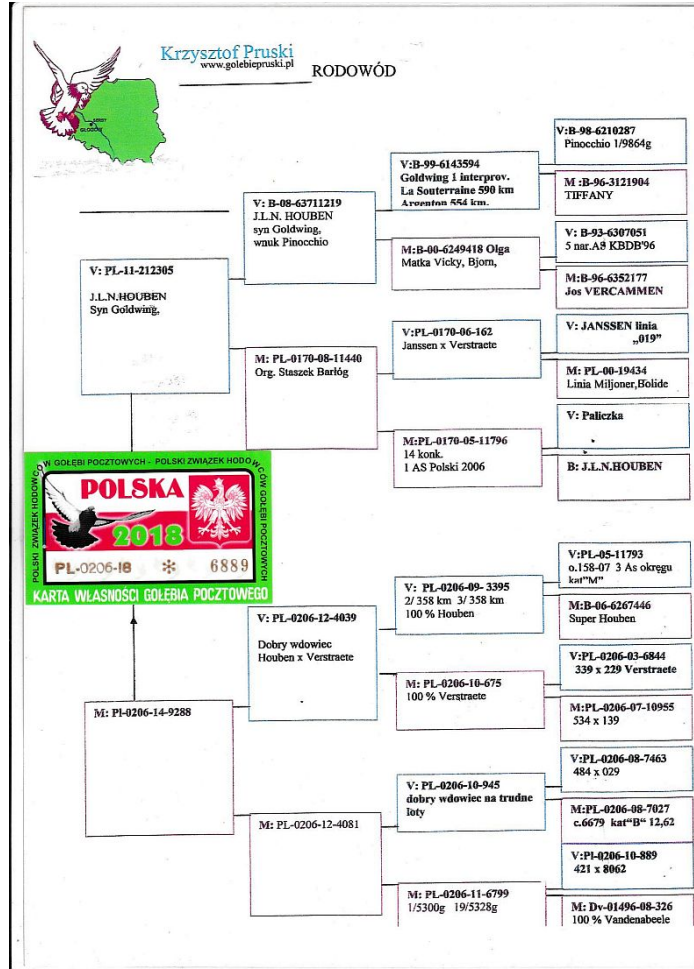 Krzysztof Pruski
www.golebiepruski.pl
RODOWÓD
GŁOGÓW
V: PL-11-212305
J.L.N.HOUBEN
Syn Goldwing,
V: B-08-63711219
J.L.N. HOUBEN
syn Goldwing,
wnuk Pinocchio
M: PL-0170-08-11440
Org. Staszek Barłóg
V:B-99-6143594
Goldwing 1 interprov.
La Souterraine 590 km
Argenton 554 km.
M:B-00-6249418 Olga
Matka Vicky, Bjorn,
V:PL-0170-06-162
Janssen x Verstraete
M:PL-0170-05-11796
14 konk.
1 AS Polski 2006
V:B-98-6210287
Pinocchio 1/9864g
M :B-96-3121904
TIFFANY
V: B-93-6307051
5 nar.AS KBDB'96
M:B-96-6352177
Jos VERCAMMEN
V: JANSSEN linia
„019”
M: PL-00-19434
Linia Miljoner,Bolide
V: Paliczka
B: J.L.N.HOUBEN
POLSKI ZWIĄZEK HODOWCÓW GOŁĘBI POCZTOWYCH - POLSKI ZWIĄZEK HODOWCÓW GOŁĘBI POCZTOWYCH
POLSKA
2018
PL-0206-18 * 6889
KARTA WŁASNOŚCI GOŁĘBIA POCZTOWEGO
M: Pl-0206-14-9288
V: PL-0206-12-4039
Dobry wdowiec
Houben x Verstraete
M: PL-0206-12-4081
V: PL-0206-09- 3395
2/ 358 km 3/ 358 km
100 % Houben
M: PL-0206-10-675
100 % Verstraete
V: PL-0206-10-945
dobry wdowiec na trudne
loty
M: PL-0206-11-6799
1/5300g 19/5328g
V:PL-05-11793
o.158-07 3 As okręgu
kat“M”
M:B-06-6267446
Super Houben
V:PL-0206-03-6844
339 x 229 Verstraete
M:PL-0206-07-10955
534 x 139
V:PL-0206-08-7463
484 x 029
M:PL-0206-08-7027
c.6679 kat“B“ 12,62
V:Pl-0206-10-889
421 x 8062
M: Dv-01496-08-326
100 % Vandenabeele